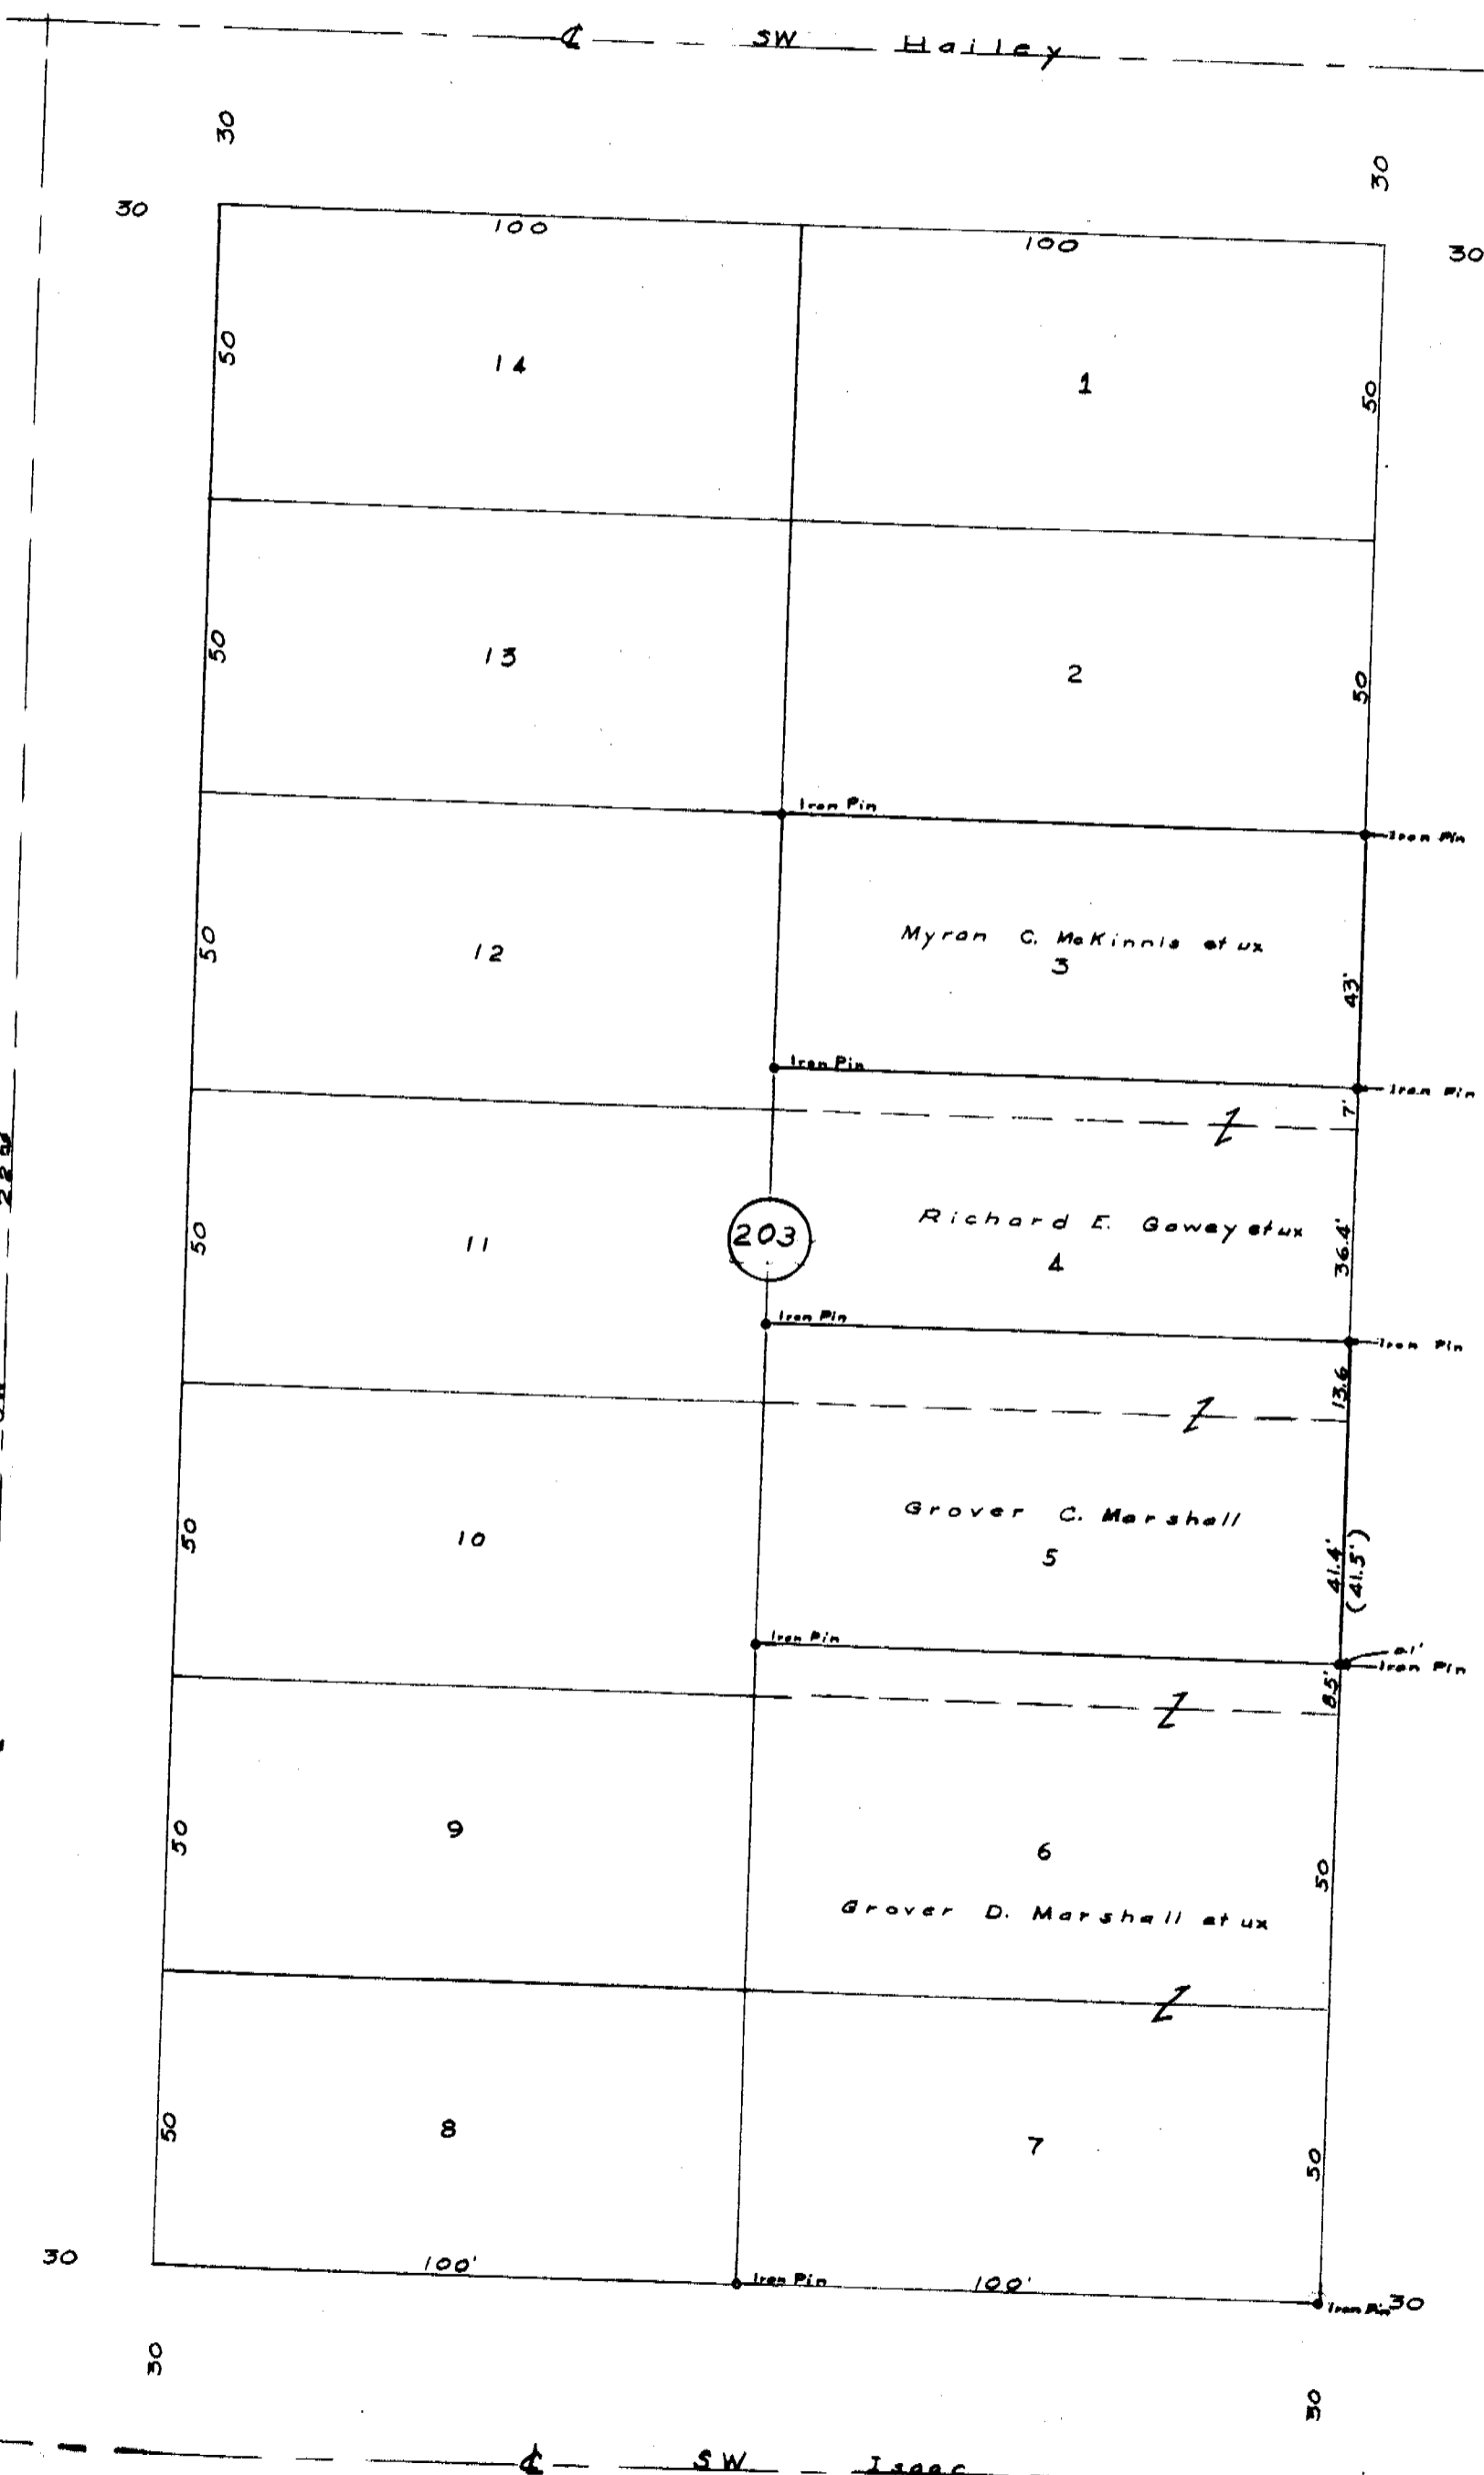 ℄ SW Hailey
30
30
30
30
100
100
50
14
1
50
50
13
2
50
Iron Pin
Iron Pin
50
12
Myron C. McKinnis et ux
3
43'
Iron Pin
Iron Pin
7'
50
11
203
Richard E. Gowey et ux
4
36.4'
Iron Pin
Iron Pin
13.6
50
10
Grover C. Marshall
5
41.4'
(41.5')
Iron Pin
0.1'
Iron Pin
8.5'
50
9
6
50
Grover D. Marshall et ux
50
8
7
50
30
100'
Iron Pin
100'
Iron Pin
30
30
30
℄ SW Isaac